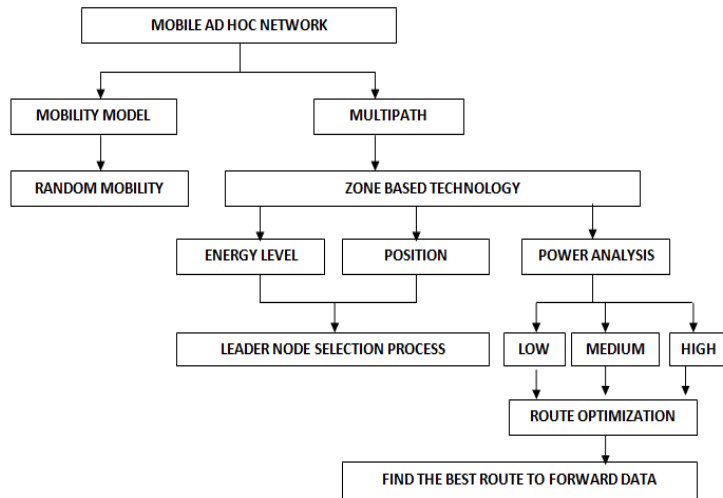 MOBILE AD HOC NETWORK
MOBILITY MODEL
MULTIPATH
RANDOM MOBILITY
ZONE BASED TECHNOLOGY
ENERGY LEVEL
POSITION
POWER ANALYSIS
LEADER NODE SELECTION PROCESS
LOW
MEDIUM
HIGH
ROUTE OPTIMIZATION
FIND THE BEST ROUTE TO FORWARD DATA